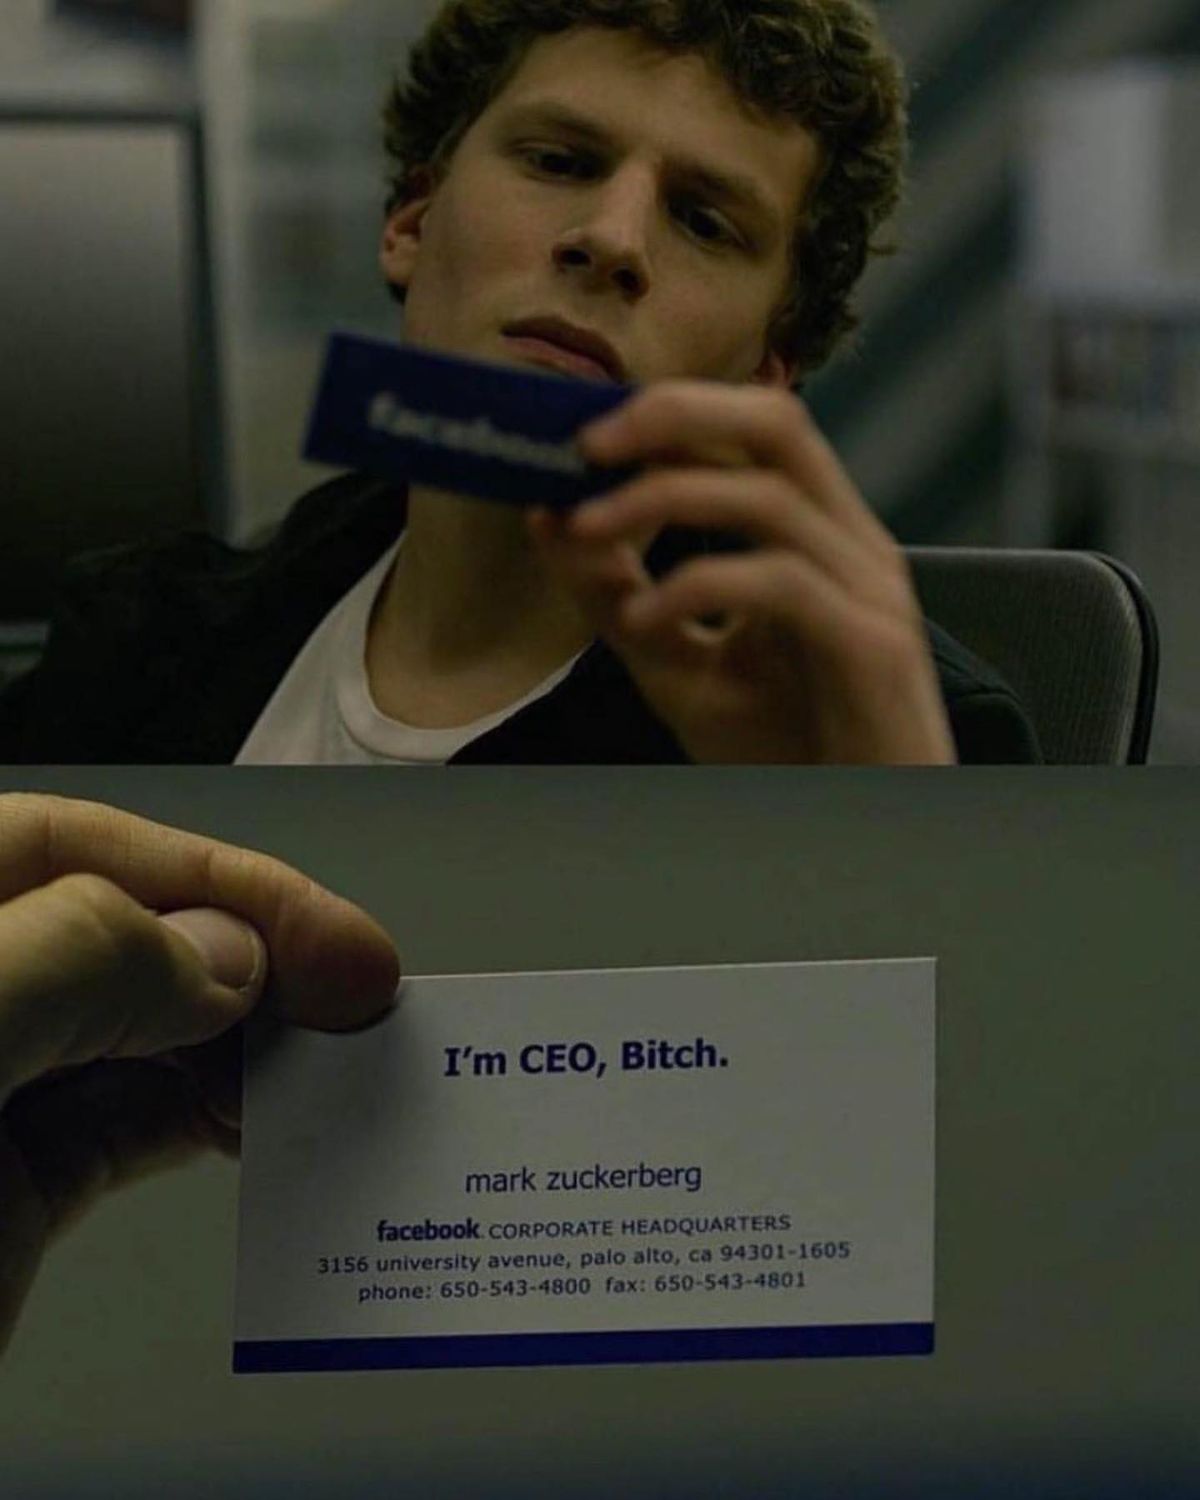 facebook
I'm CEO, Bitch.
mark zuckerberg
facebook. CORPORATE HEADQUARTERS
3156 university avenue, palo alto, ca 94301-1605
phone: 650-543-4800 fax: 650-543-4801